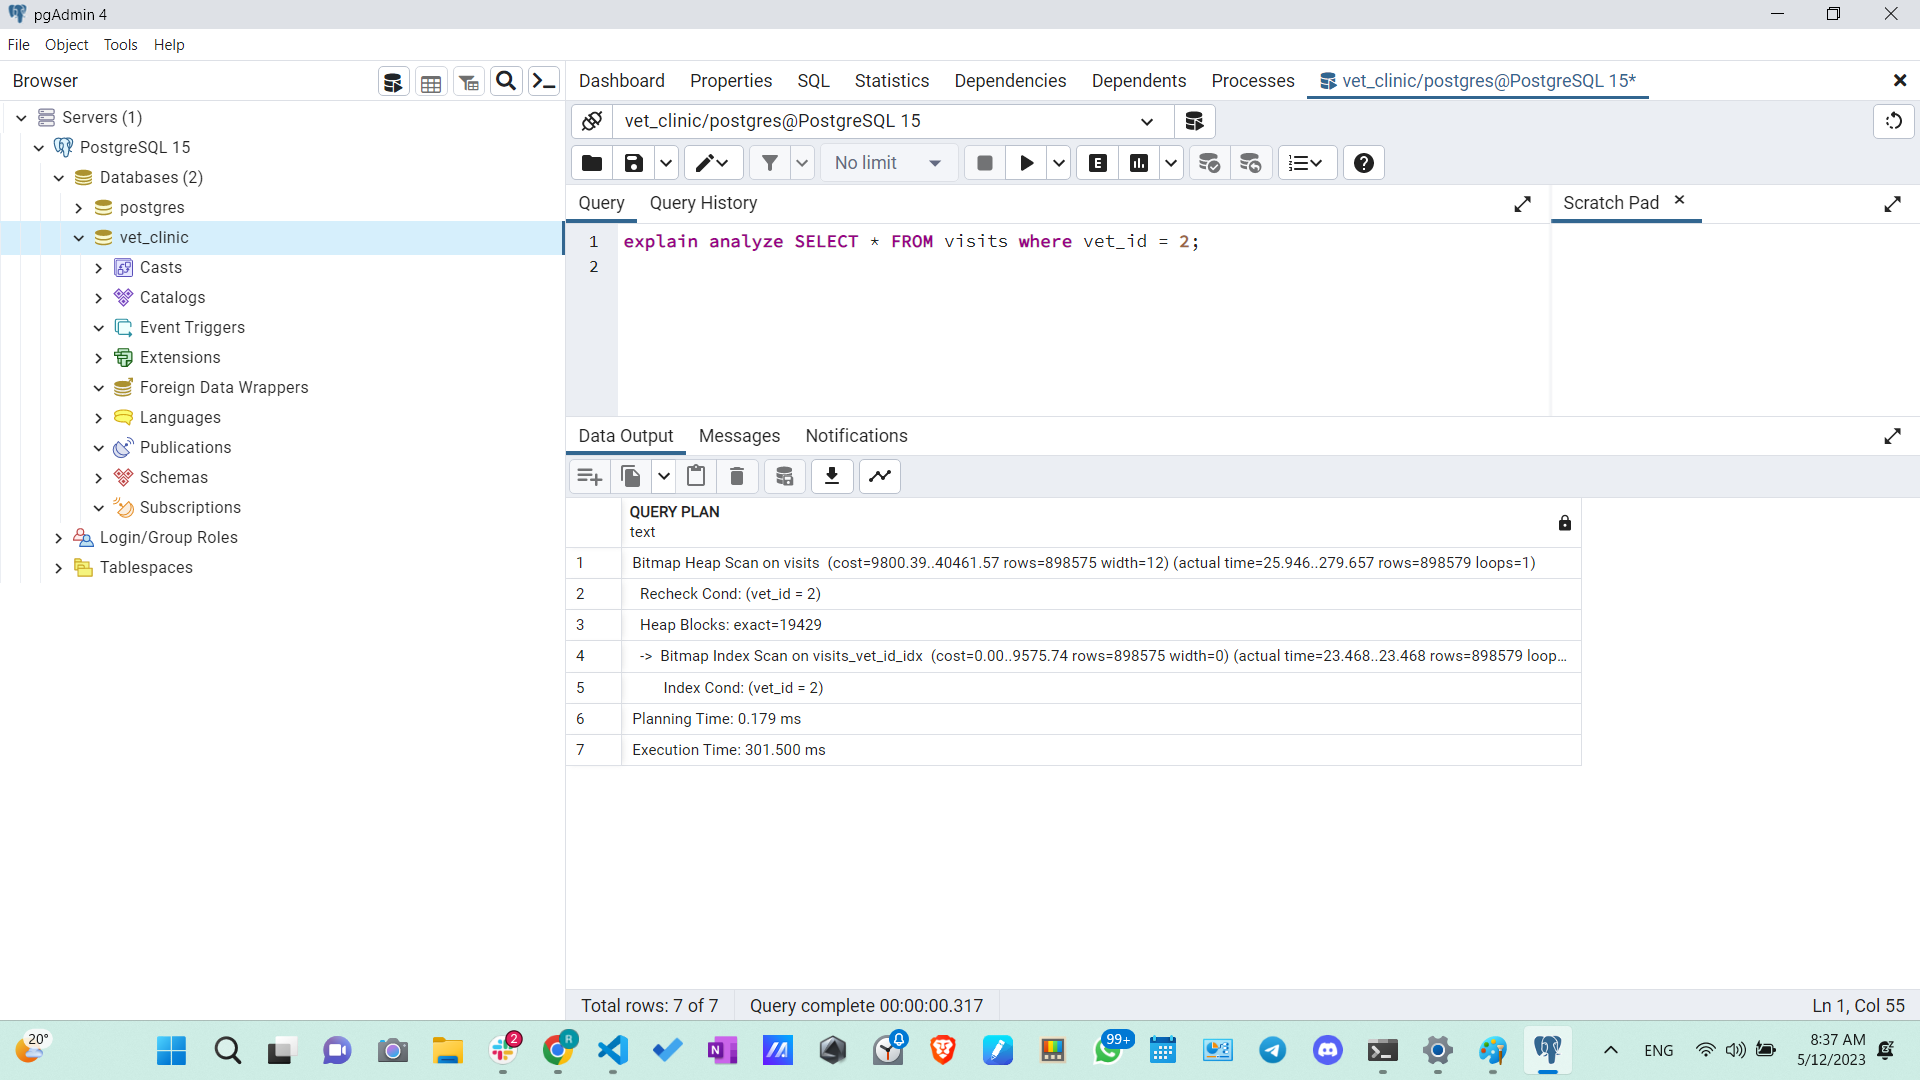 pgAdmin 4
File Object Tools Help
Browser
Dashboard Properties SQL Statistics Dependencies Dependents Processes vet_clinic/postgres@PostgreSQL 15*
Servers (1)
PostgreSQL 15
Databases (2)
postgres
vet_clinic
Casts
Catalogs
Event Triggers
Extensions
Foreign Data Wrappers
Languages
Publications
Schemas
Subscriptions
Login/Group Roles
Tablespaces
vet_clinic/postgres@PostgreSQL 15
No limit
E
Query Query History
Scratch Pad
1 explain analyze SELECT * FROM visits where vet_id = 2;
2
Data Output Messages Notifications
QUERY PLAN
text
1 Bitmap Heap Scan on visits (cost=9800.39..40461.57 rows=898575 width=12) (actual time=25.946..279.657 rows=898579 loops=1)
2 Recheck Cond: (vet_id = 2)
3 Heap Blocks: exact=19429
4 -> Bitmap Index Scan on visits_vet_id_idx (cost=0.00..9575.74 rows=898575 width=0) (actual time=23.468..23.468 rows=898579 loop...
5 Index Cond: (vet_id = 2)
6 Planning Time: 0.179 ms
7 Execution Time: 301.500 ms
Total rows: 7 of 7 Query complete 00:00:00.317
Ln 1, Col 55
20°
2
R
N
99+
ENG
8:37 AM
5/12/2023